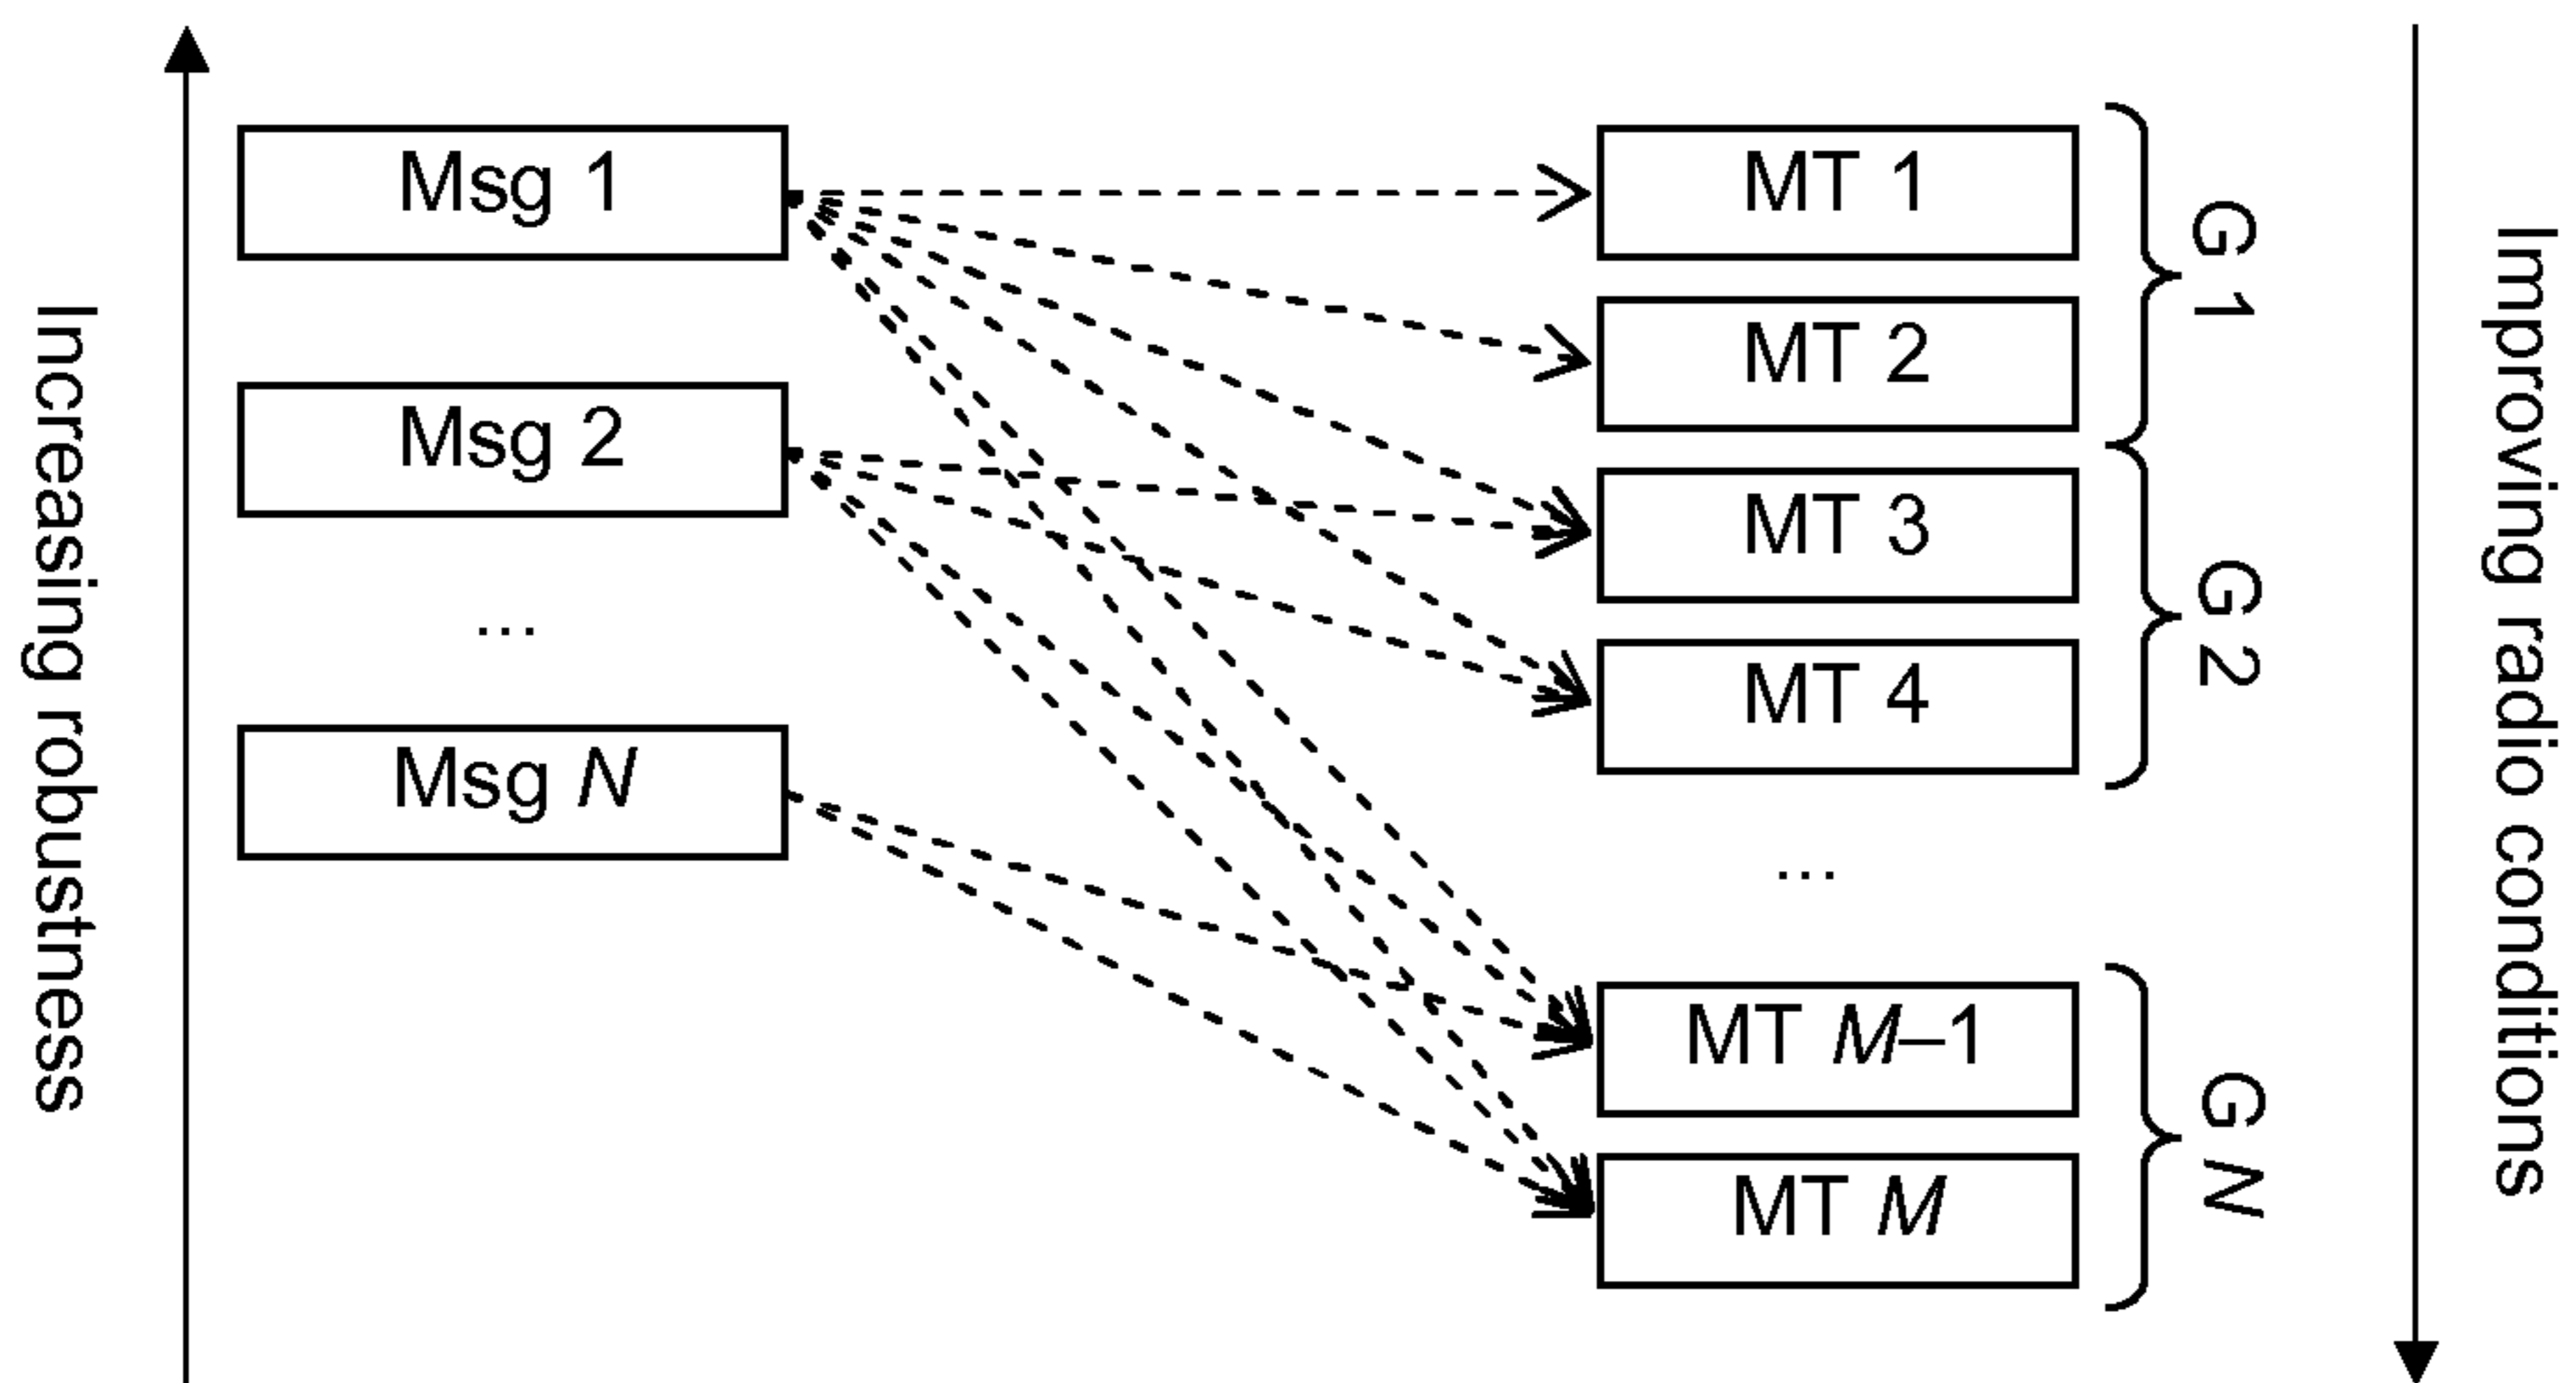 Increasing robustness
Msg 1
Msg 2
...
Msg N
MT 1
MT 2
MT 3
MT 4
...
MT M–1
MT M
G 1
G 2
G N
Improving radio conditions